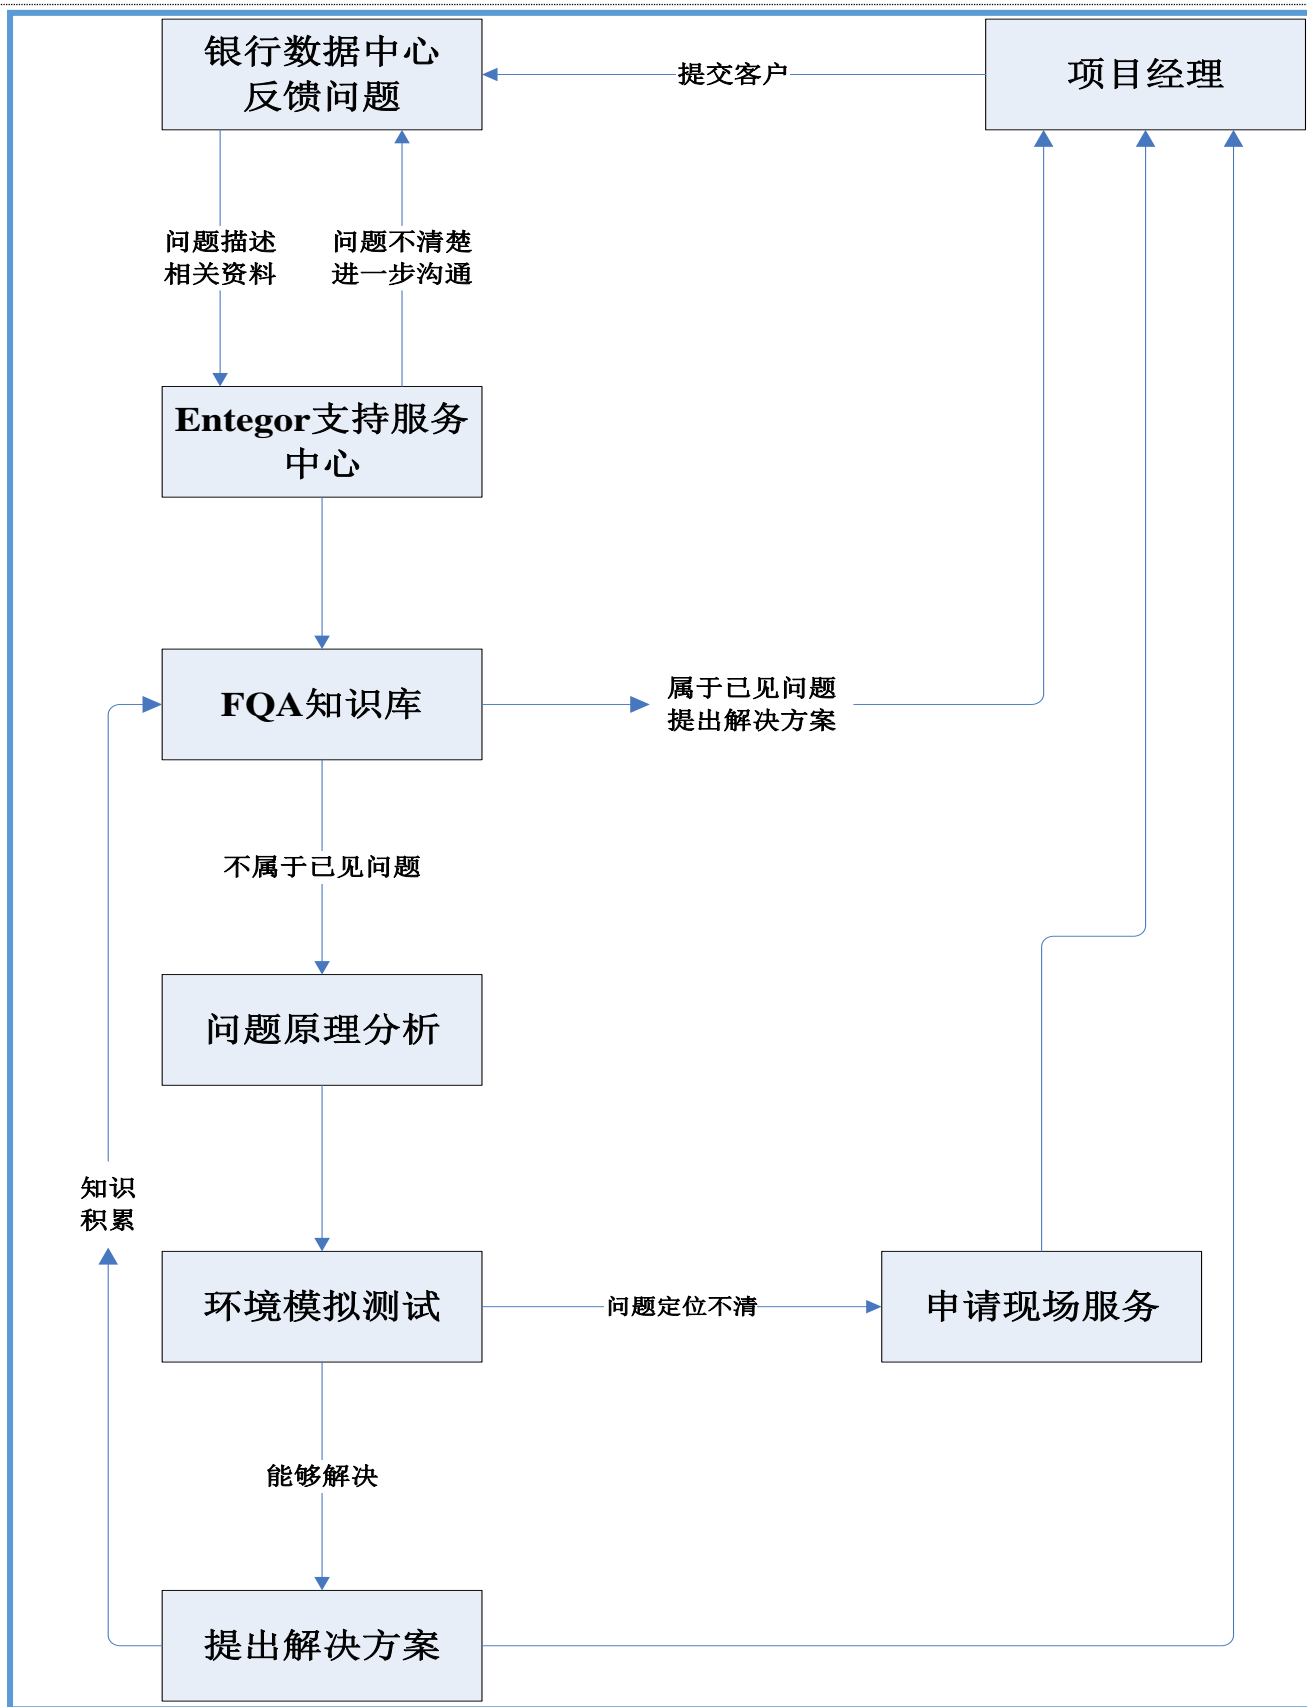 银行数据中心
反馈问题
提交客户
项目经理
问题描述
相关资料
问题不清楚
进一步沟通
Entegor支持服务
中心
FQA知识库
属于已见问题
提出解决方案
不属于已见问题
问题原理分析
知识
积累
环境模拟测试
问题定位不清
申请现场服务
能够解决
提出解决方案